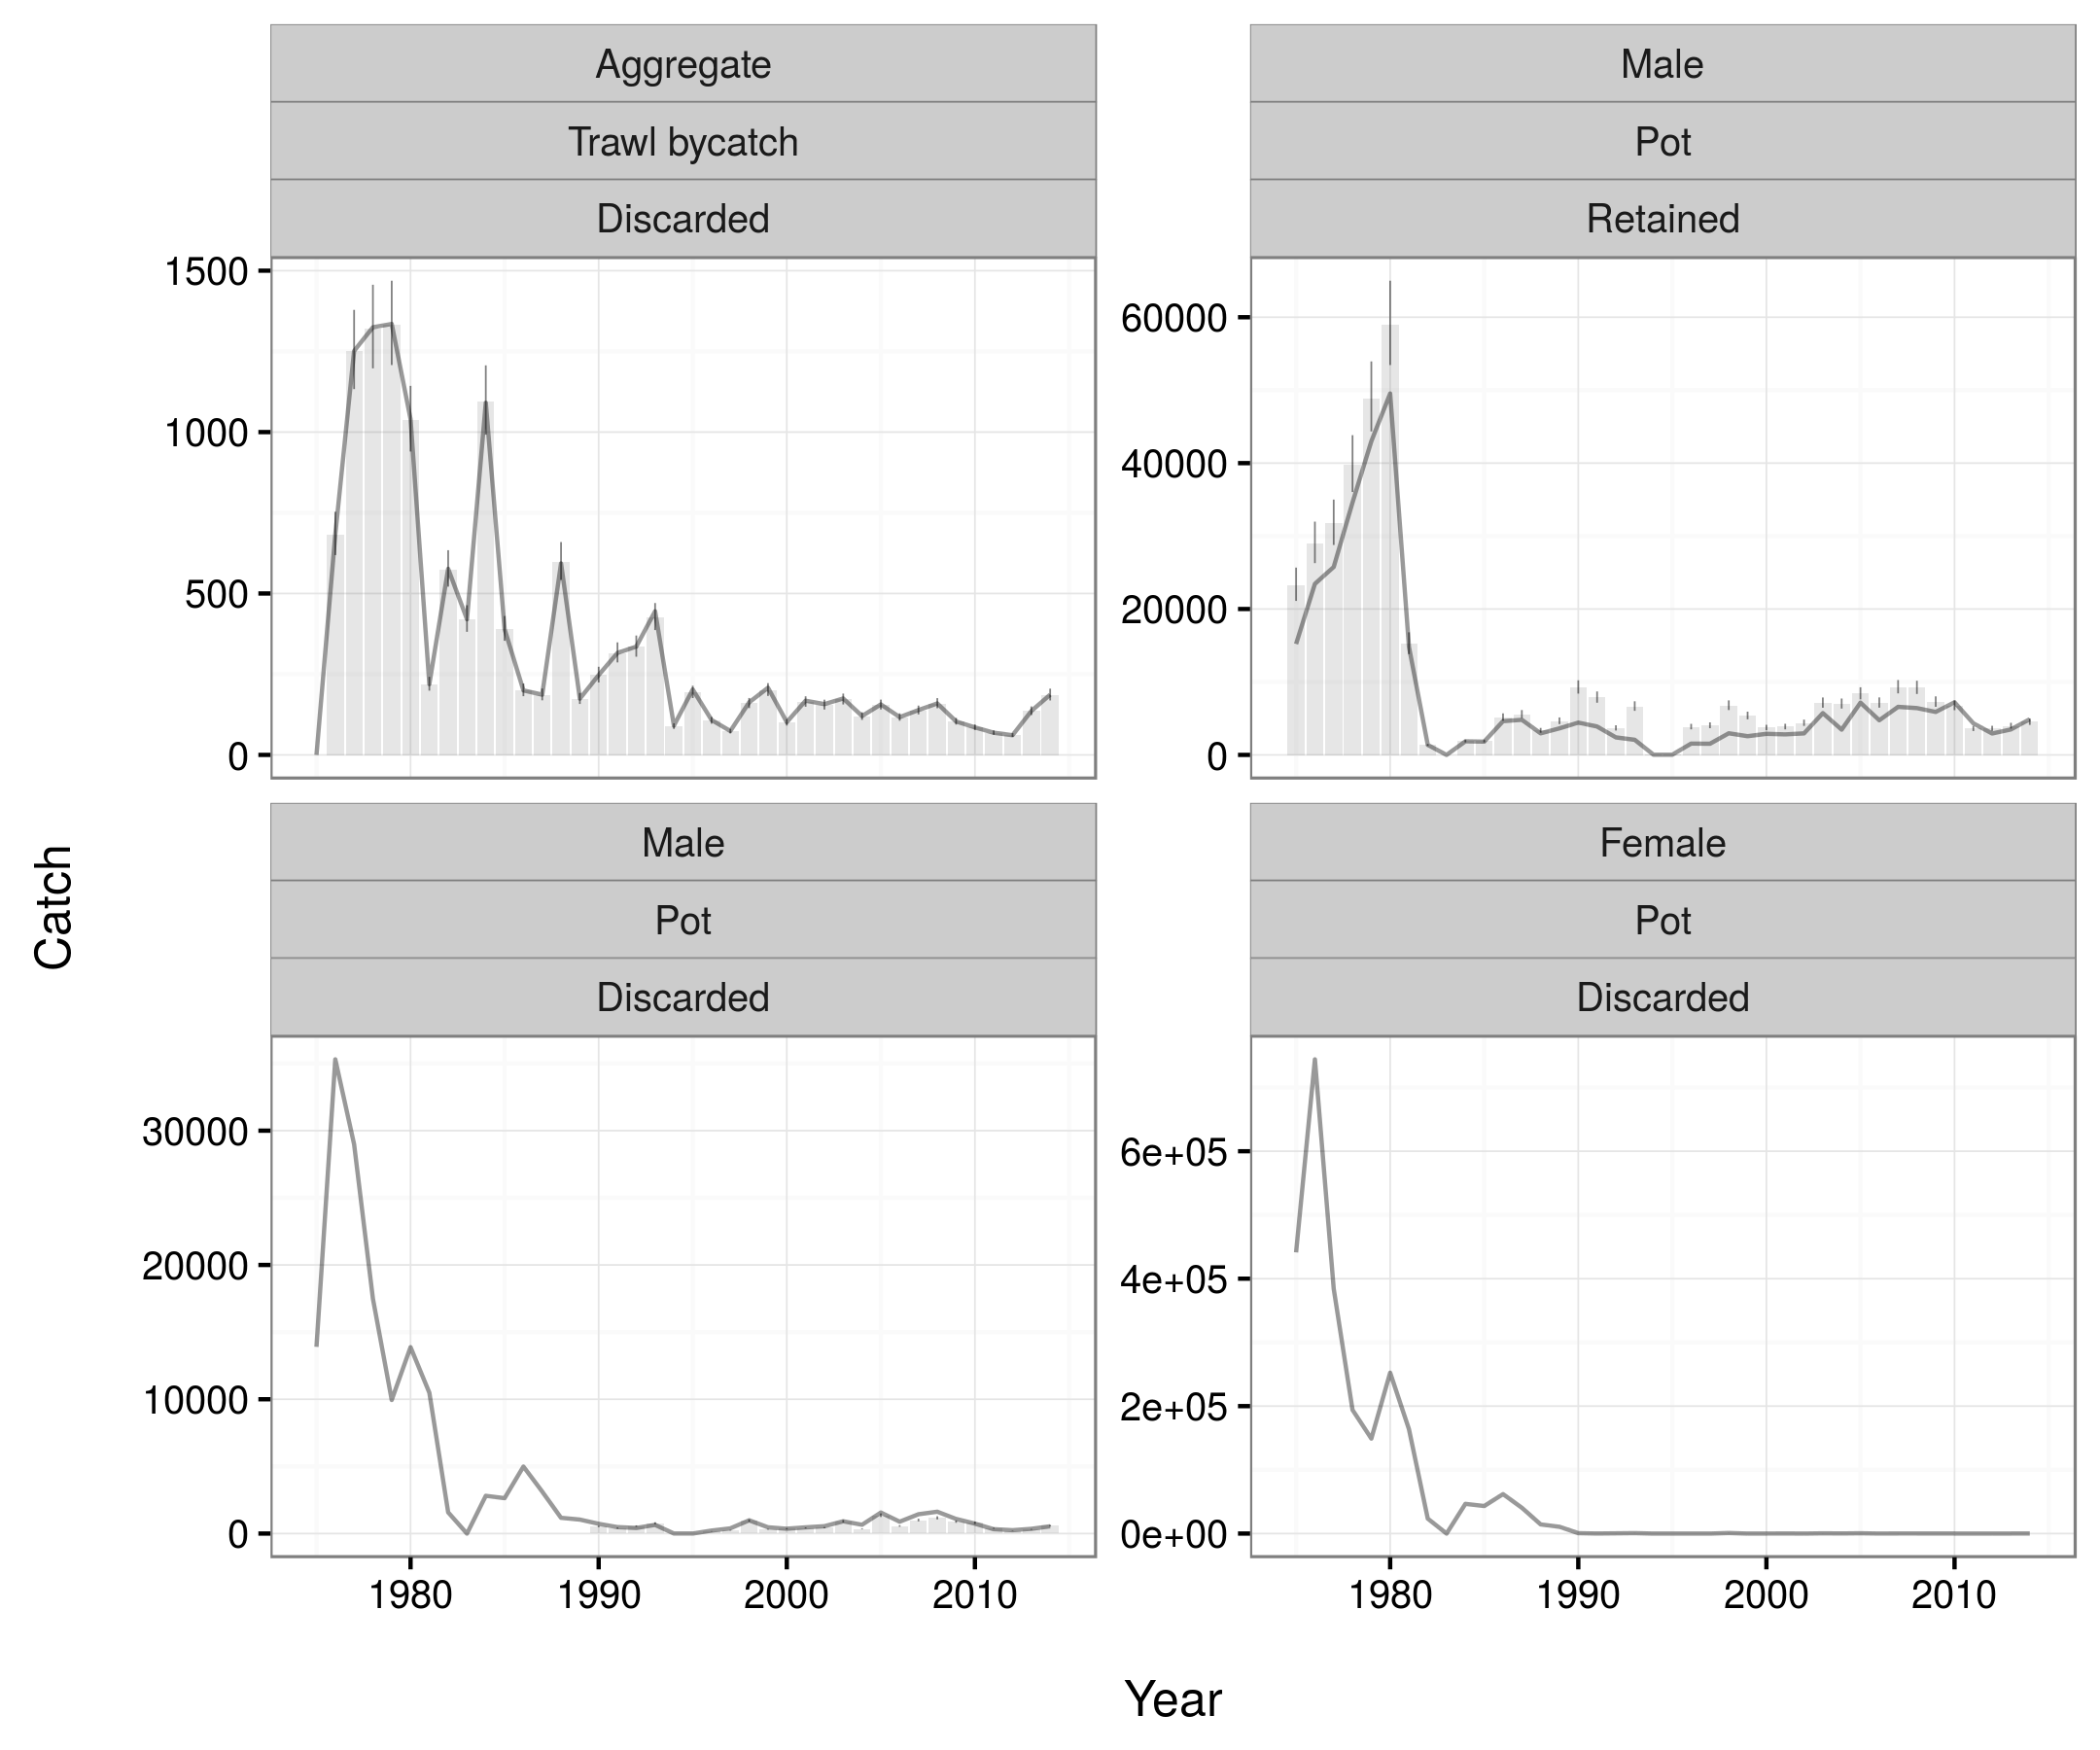 Aggregate
Trawl bycatch
Discarded
1500
1000
500
0
Male
Pot
Retained
60000
40000
20000
0
Catch
Male
Pot
Discarded
30000
20000
10000
0
1980 1990 2000 2010
Female
Pot
Discarded
6e+05
4e+05
2e+05
0e+00
1980 1990 2000 2010
Year